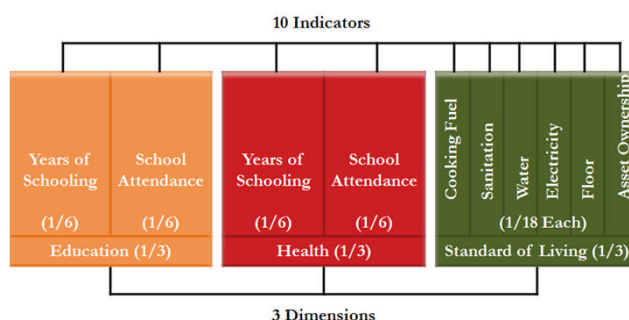 10 Indicators
Years of
Schooling
(1/6)
School
Attendance
(1/6)
Education (1/3)
Years of
Schooling
(1/6)
School
Attendance
(1/6)
Health (1/3)
Cooking Fuel
Sanitation
Water
Electricity
Floor
Asset Ownership
(1/18 Each)
Standard of Living (1/3)
3 Dimensions